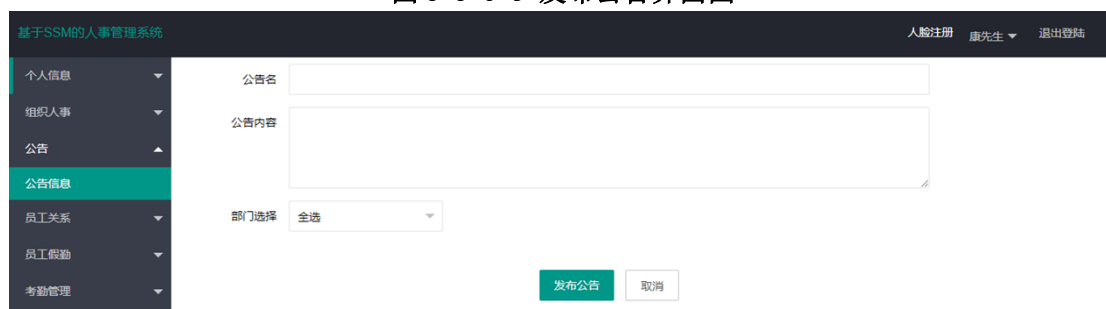 基于SSM的人事管理系统 人脸注册 康先生 退出登陆
个人信息
组织人事
公告
公告信息
员工关系
员工假勤
考勤管理
公告名
公告内容
部门选择 全选
发布公告 取消